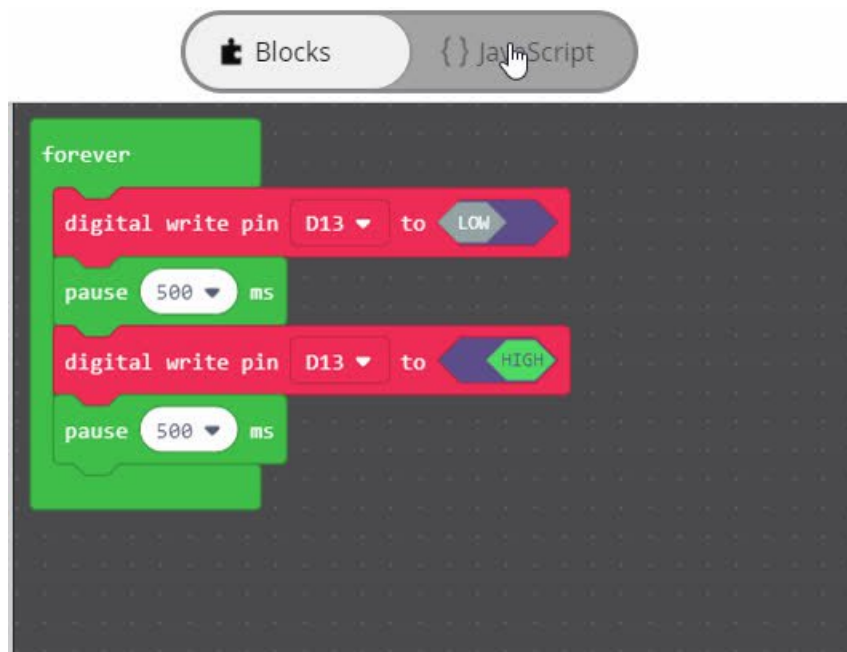 Blocks
{ } JavaScript
forever
digital write pin D13 to LOW
pause 500 ms
digital write pin D13 to HIGH
pause 500 ms